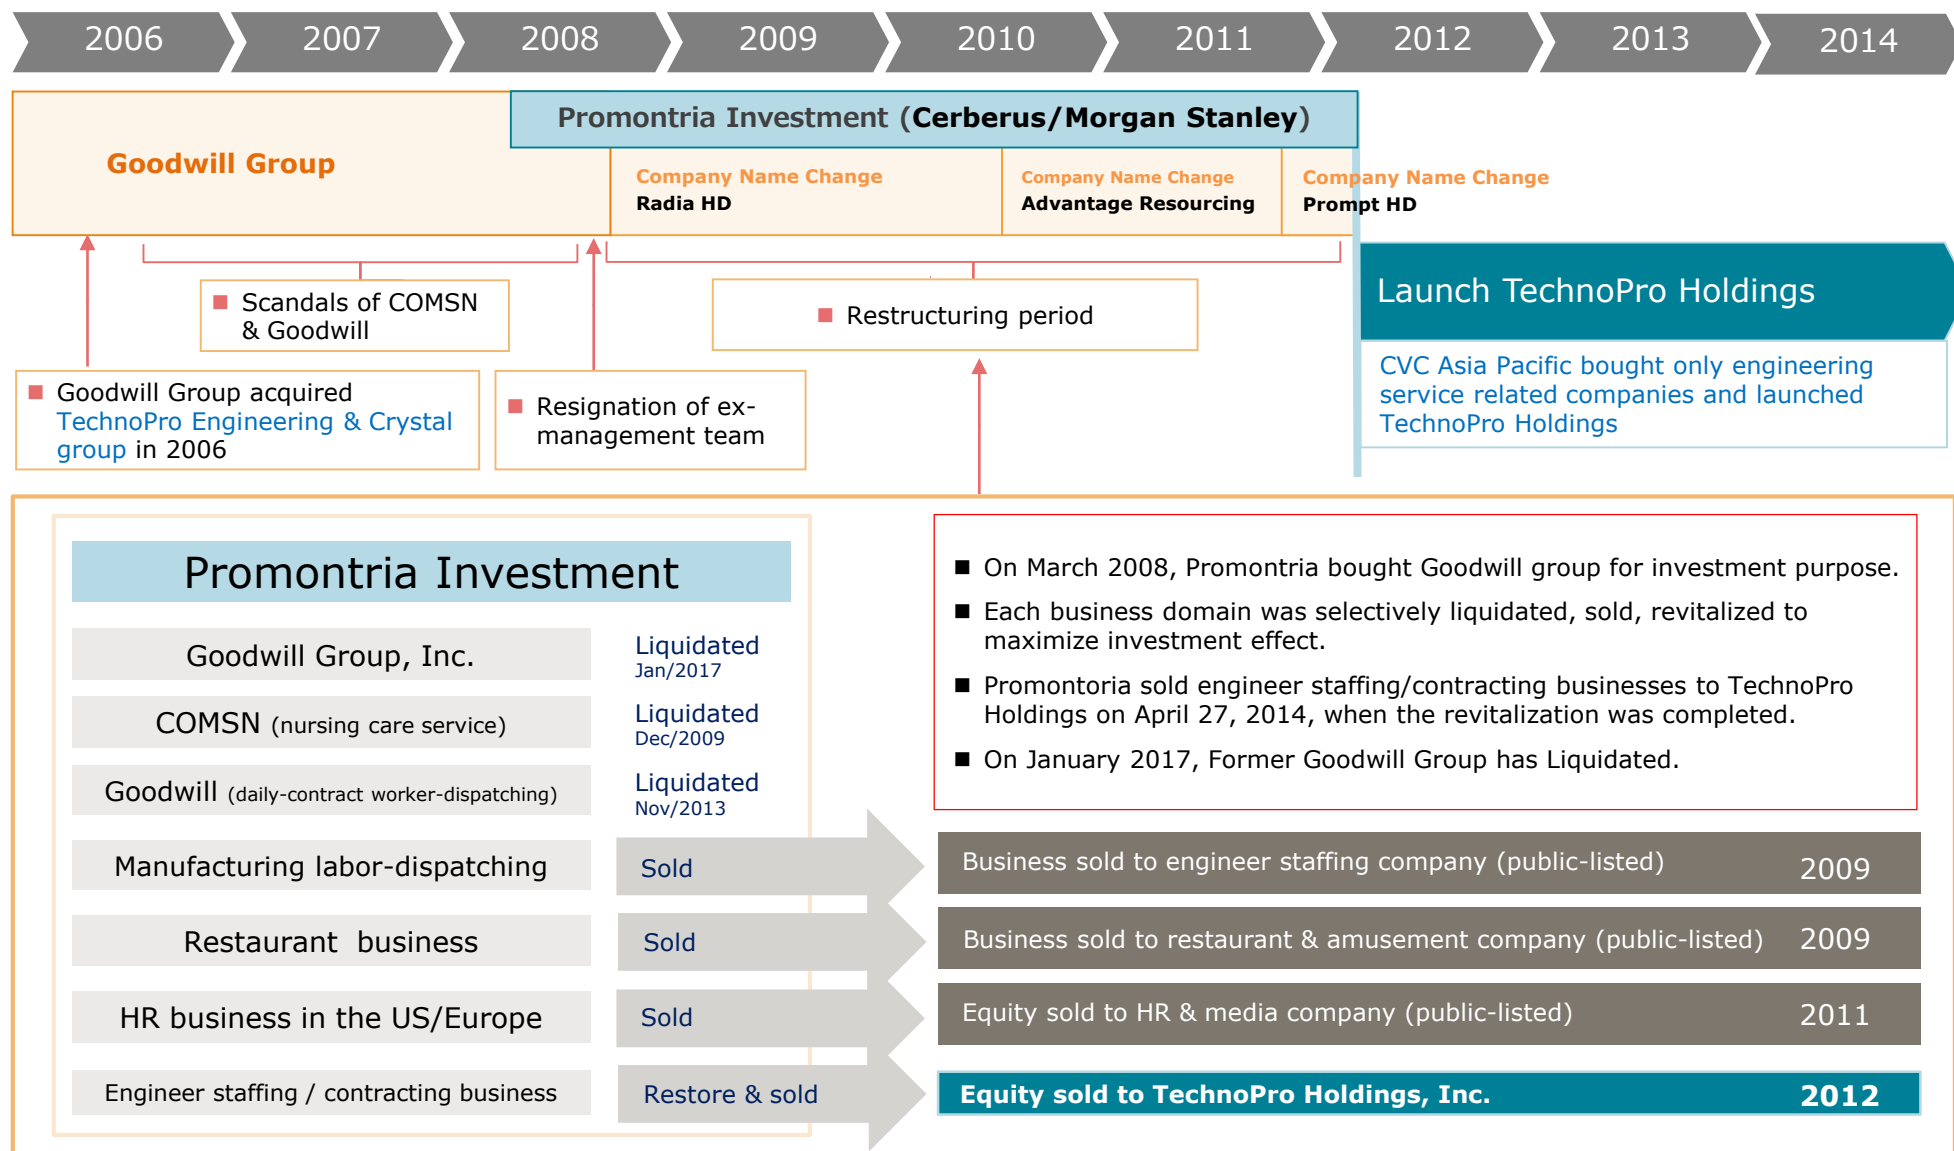 2006
2007
2008
2009
2010
2011
2012
2013
2014
Promontria Investment (Cerberus/Morgan Stanley)
Goodwill Group
Company Name Change
Radia HD
Company Name Change
Advantage Resourcing
Company Name Change
Prompt HD
■ Scandals of COMSN
& Goodwill
■ Restructuring period
Launch TechnoPro Holdings
■ Goodwill Group acquired
TechnoPro Engineering & Crystal
group in 2006
■ Resignation of ex-
management team
CVC Asia Pacific bought only engineering
service related companies and launched
TechnoPro Holdings
Promontria Investment
Goodwill Group, Inc.
Liquidated
Jan/2017
COMSN (nursing care service)
Liquidated
Dec/2009
Goodwill (daily-contract worker-dispatching)
Liquidated
Nov/2013
■ On March 2008, Promontria bought Goodwill group for investment purpose.
■ Each business domain was selectively liquidated, sold, revitalized to
maximize investment effect.
■ Promontoria sold engineer staffing/contracting businesses to TechnoPro
Holdings on April 27, 2014, when the revitalization was completed.
■ On January 2017, Former Goodwill Group has Liquidated.
Manufacturing labor-dispatching
Sold
Business sold to engineer staffing company (public-listed)
2009
Restaurant business
Sold
Business sold to restaurant & amusement company (public-listed)
2009
HR business in the US/Europe
Sold
Equity sold to HR & media company (public-listed)
2011
Engineer staffing / contracting business
Restore & sold
Equity sold to TechnoPro Holdings, Inc.
2012